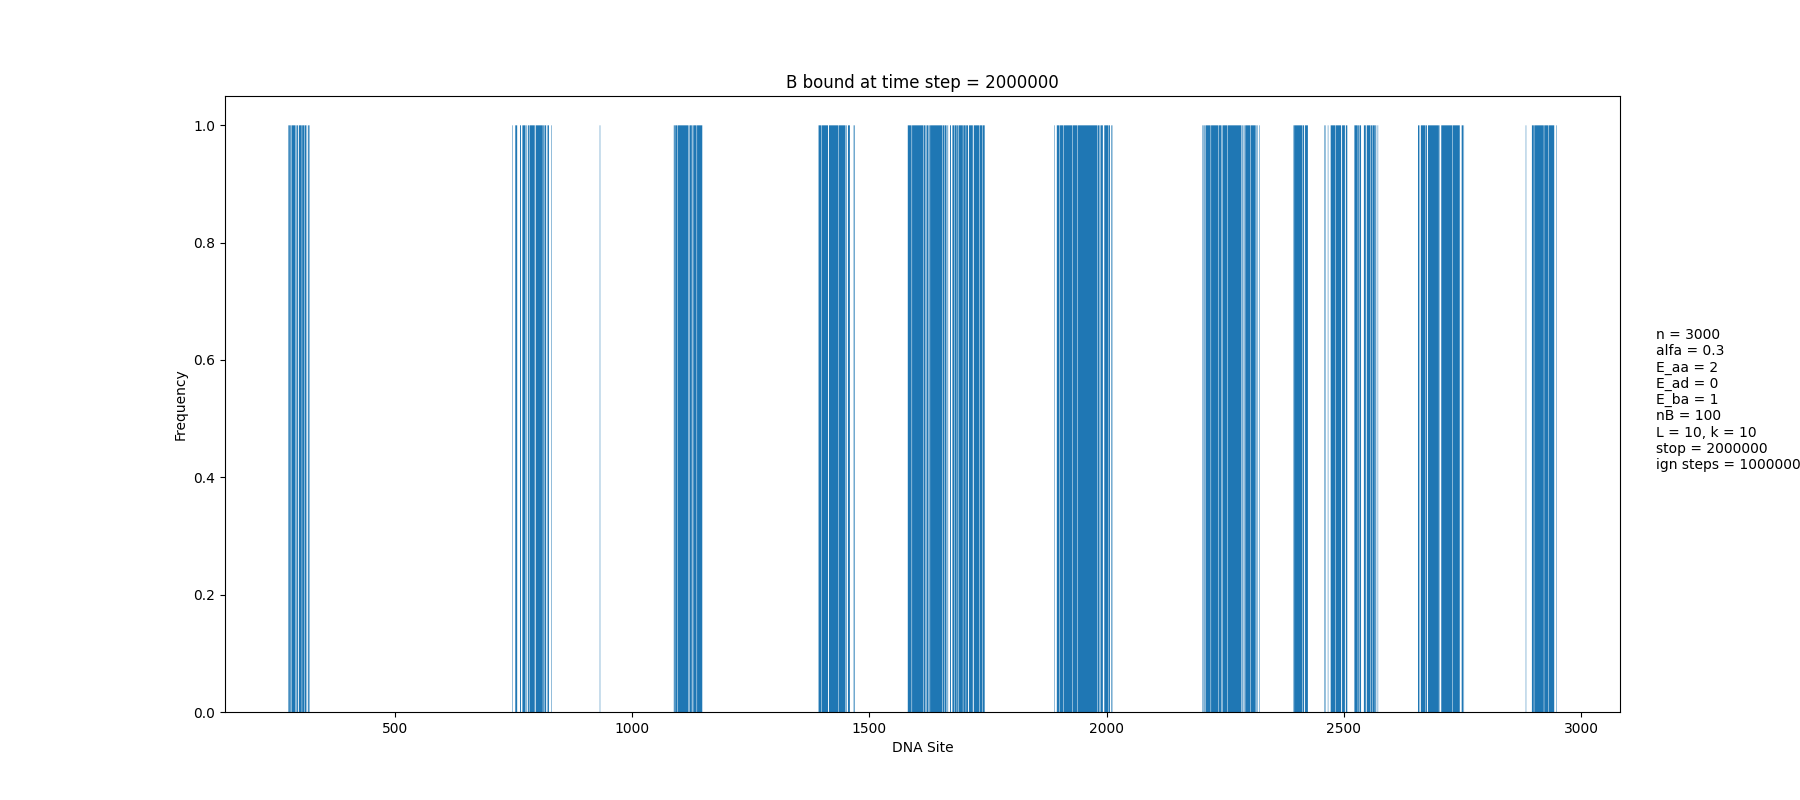 B bound at time step = 2000000
1.0
0.8
0.6
0.4
0.2
0.0
Frequency
500 1000 1500 2000 2500 3000
DNA Site
n = 3000
alfa = 0.3
E_aa = 2
E_ad = 0
E_ba = 1
nB = 100
L = 10, k = 10
stop = 2000000
ign steps = 1000000